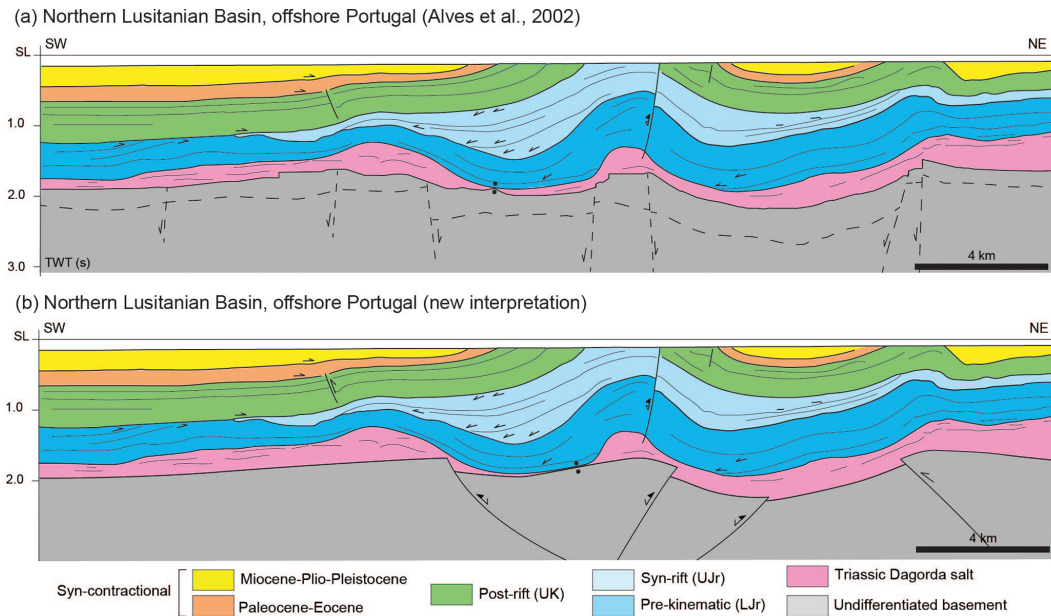 (a) Northern Lusitanian Basin, offshore Portugal (Alves et al., 2002)
SW
NE
SL
1.0
2.0
3.0
TWT (s)
4 km
(b) Northern Lusitanian Basin, offshore Portugal (new interpretation)
SW
NE
SL
1.0
2.0
4 km
Syn-contractional
Miocene-Plio-Pleistocene
Paleocene-Eocene
Post-rift (UK)
Syn-rift (UJr)
Pre-kinematic (LJr)
Triassic Dagorda salt
Undifferentiated basement